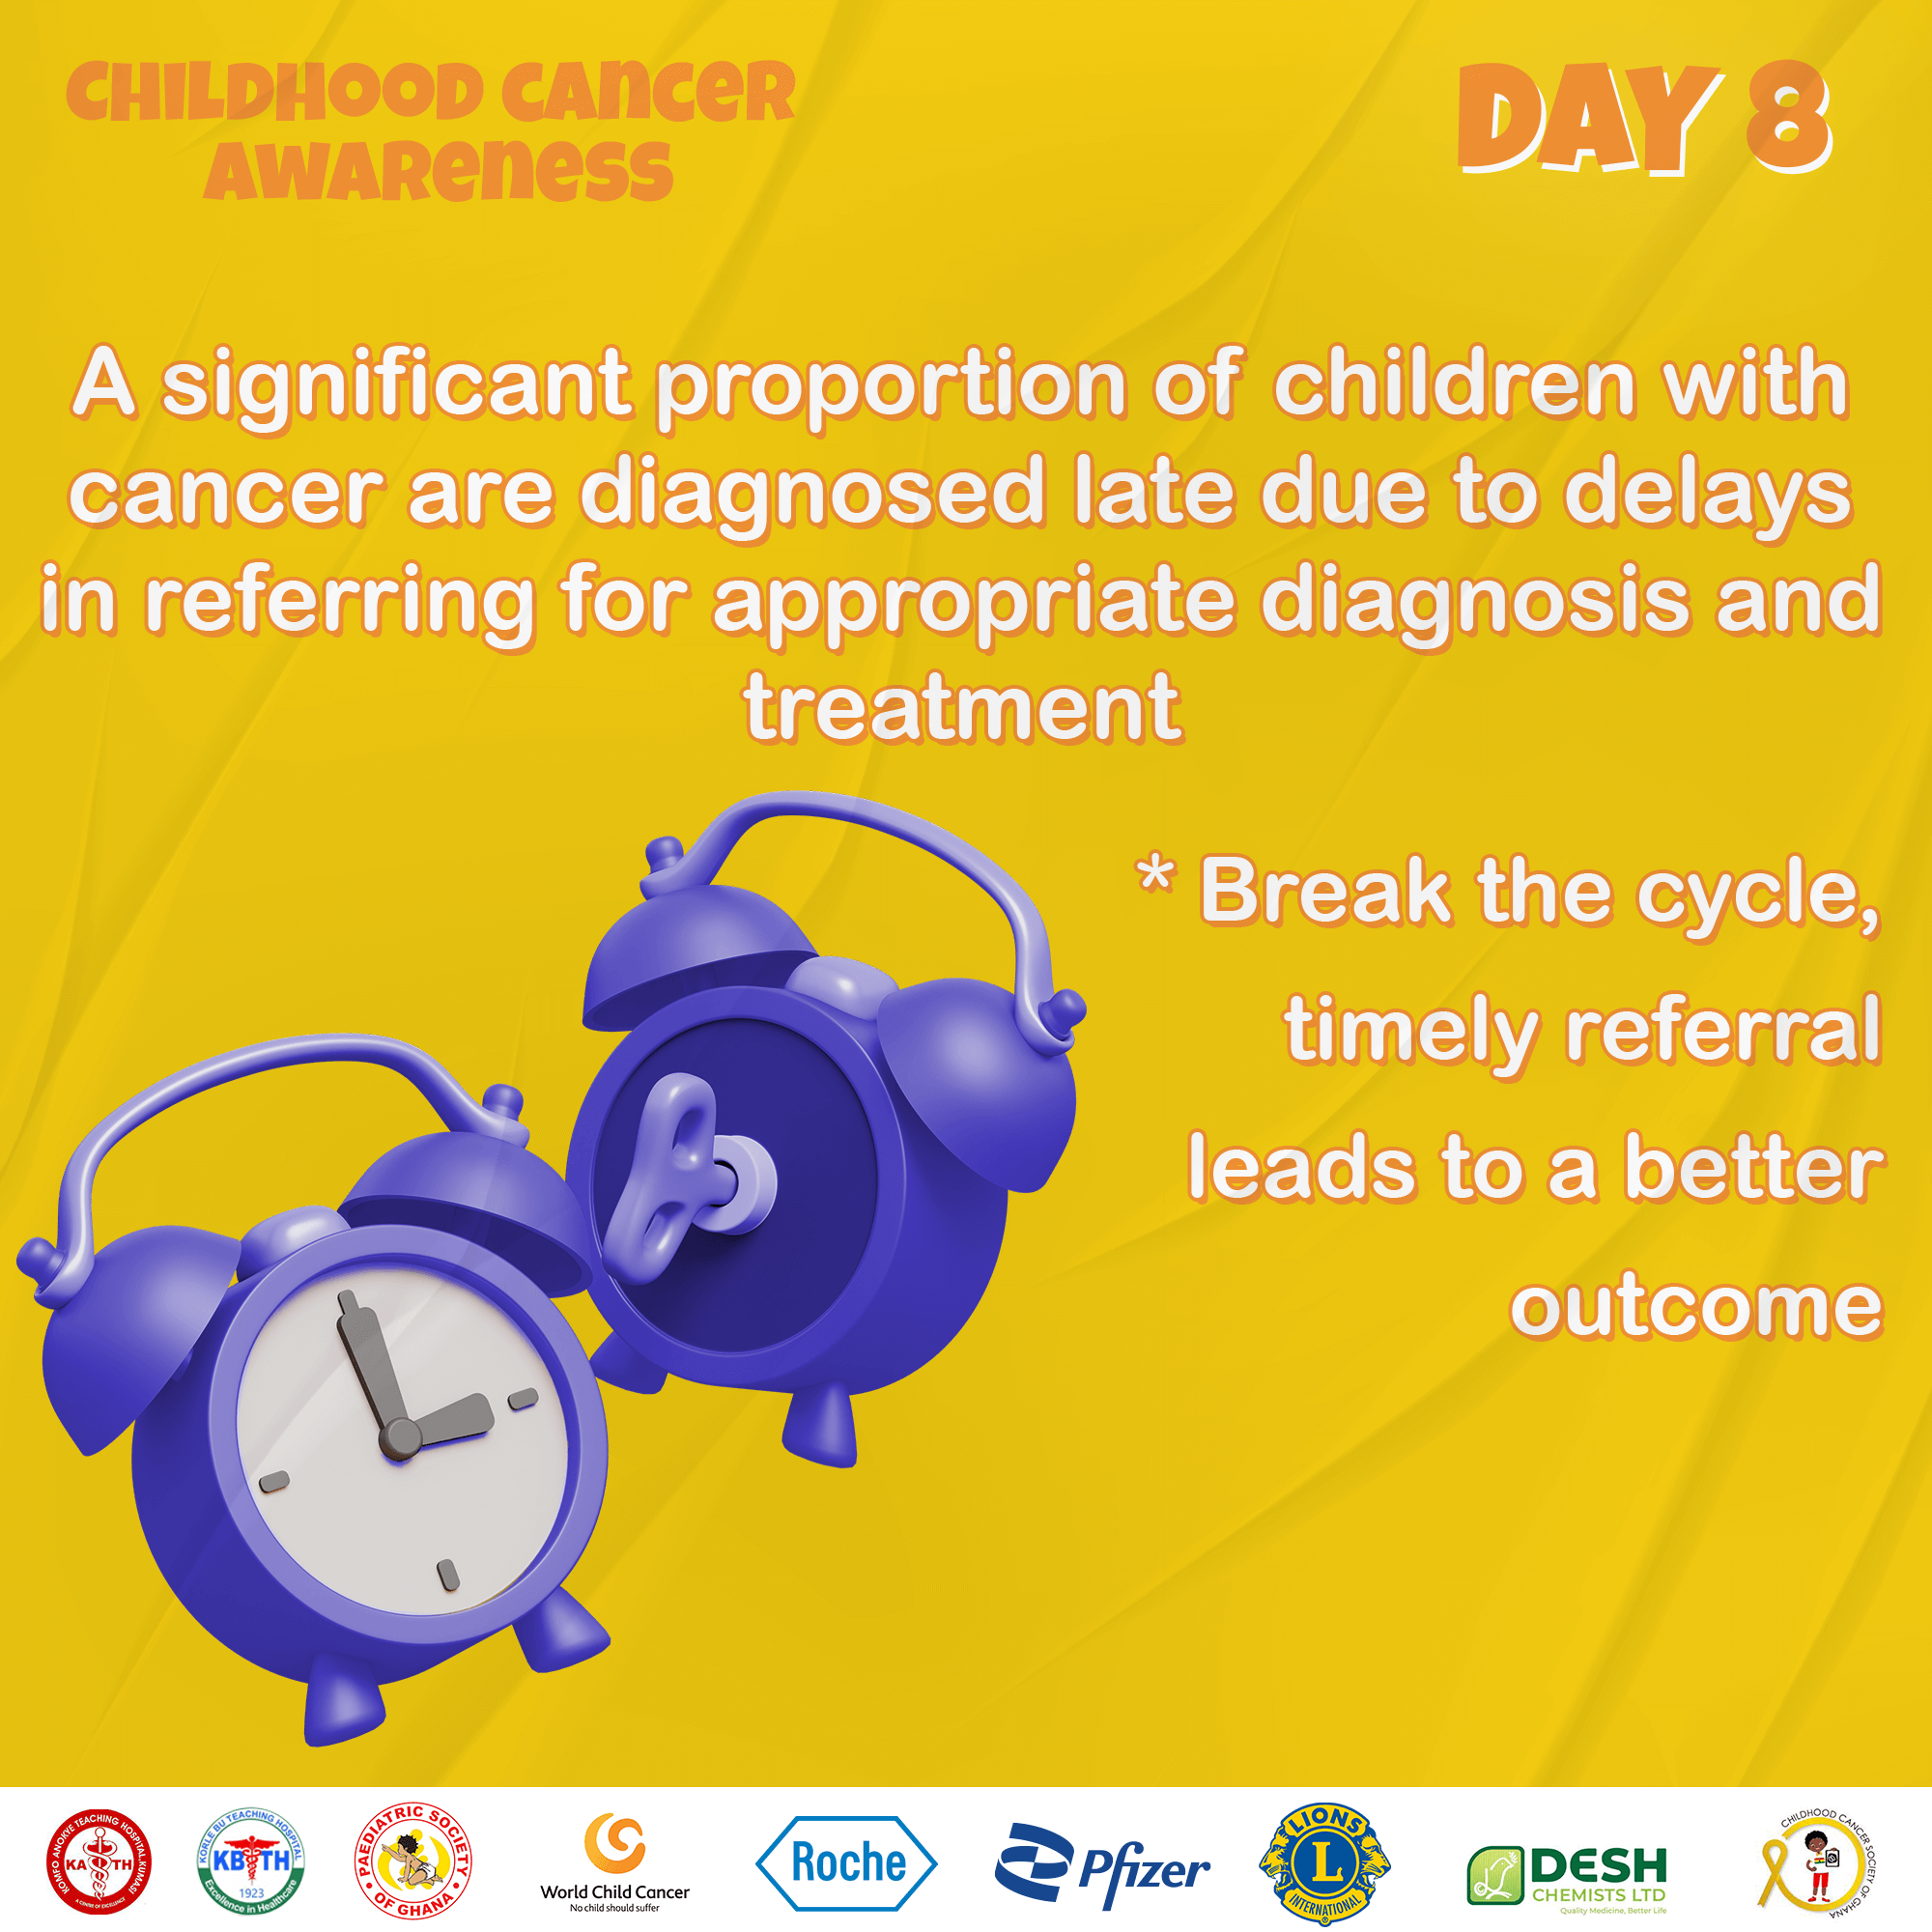 CHILDHOOD CANCER
AWARENESS
DAY 8
A significant proportion of children with
cancer are diagnosed late due to delays
in referring for appropriate diagnosis and
treatment
* Break the cycle,
timely referral
leads to a better
outcome
KOMFO ANOKYE TEACHING HOSPITAL KUMASI
KATH
A CENTRE OF EXCELLENCE
KORLE BU TEACHING HOSPITAL
KBTH
1923
Excellence in Healthcare
PAEDIATRIC SOCIETY
OF GHANA
World Child Cancer
No child should suffer
Roche
Pfizer
LIONS
L
INTERNATIONAL
DESH
CHEMISTS LTD
Quality Medicine, Better Life
CHILDHOOD CANCER SOCIETY OF GHANA